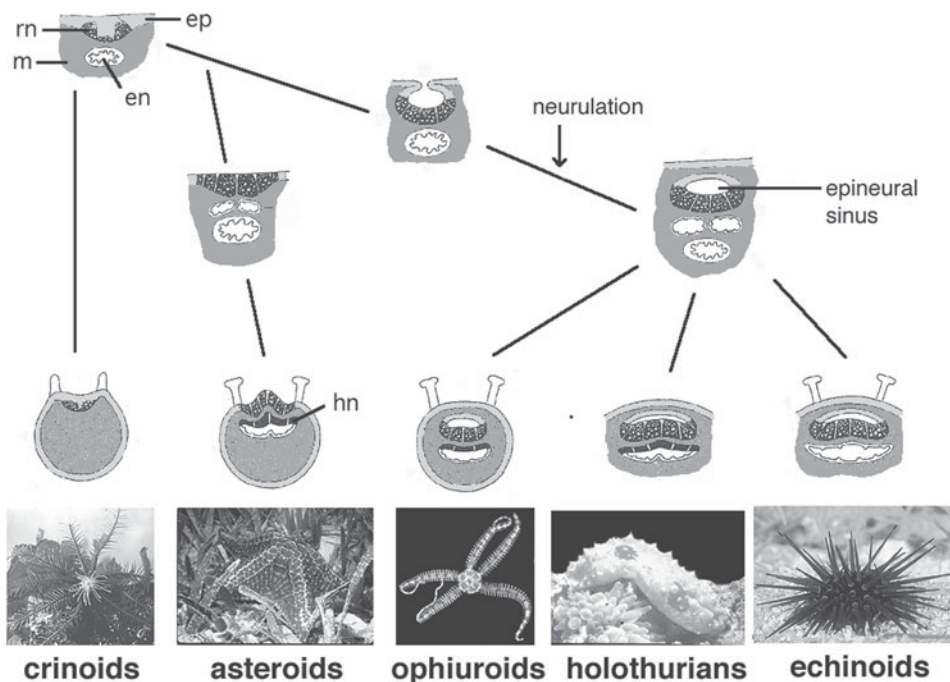 rn
ep
m
en
neurulation
epineural
sinus
hn
crinoids
asteroids
ophiuroids
holothurians
echinoids